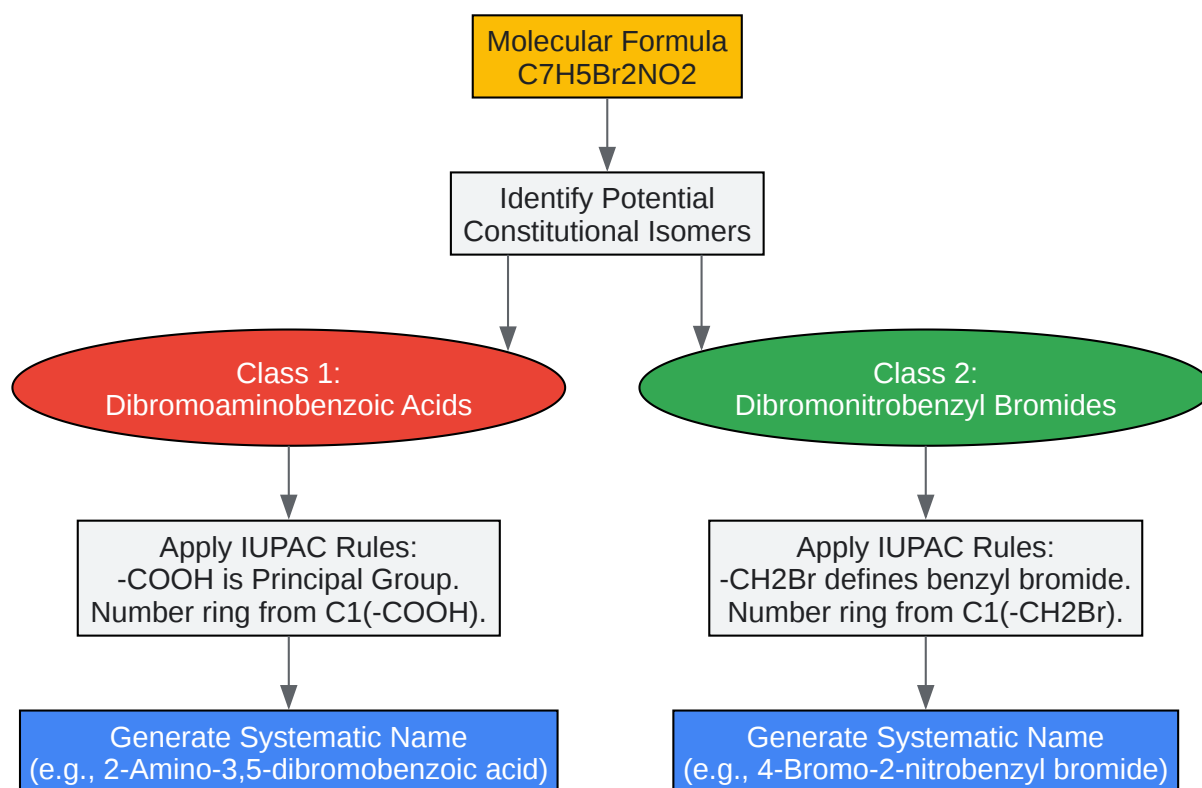 Molecular Formula
C7H5Br2NO2
Identify Potential
Constitutional Isomers
Class 1:
Dibromoaminobenzoic Acids
Class 2:
Dibromonitrobenzyl Bromides
Apply IUPAC Rules:
-COOH is Principal Group.
Number ring from C1(-COOH).
Apply IUPAC Rules:
-CH2Br defines benzyl bromide.
Number ring from C1(-CH2Br).
Generate Systematic Name
(e.g., 2-Amino-3,5-dibromobenzoic acid)
Generate Systematic Name
(e.g., 4-Bromo-2-nitrobenzyl bromide)